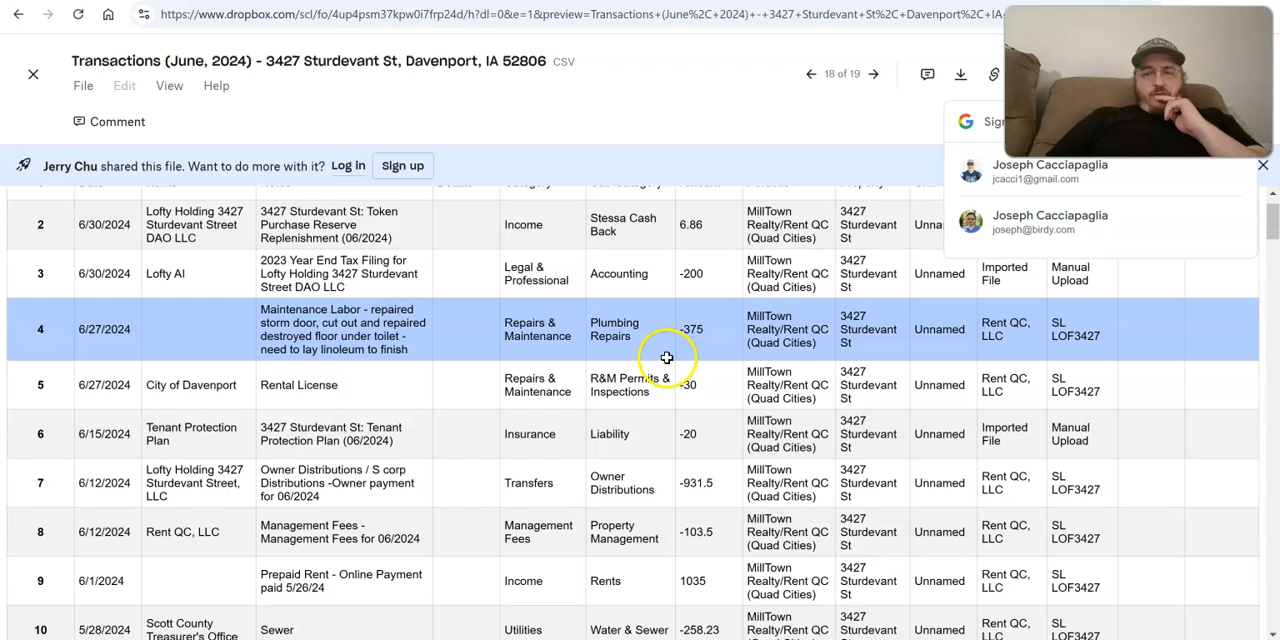 https://www.dropbox.com/scl/fo/4up4psm37kpw0i7frp24d/h?dl=0&e=1&preview=Transactions+(June%2C+2024)+-+3427+Sturdevant+St%2C+Davenport%2C+IA
Transactions (June, 2024) - 3427 Sturdevant St, Davenport, IA 52806 CSV
File Edit View Help
18 of 19
Comment
Jerry Chu shared this file. Want to do more with it? Log in Sign up
Joseph Cacciapaglia
jcacci1@gmail.com
Joseph Cacciapaglia
joseph@birdy.com
2 6/30/2024
Lofty Holding 3427
Sturdevant Street
DAO LLC
3427 Sturdevant St: Token
Purchase Reserve
Replenishment (06/2024)
Income
Stessa Cash
Back
6.86
MillTown
Realty/Rent QC
(Quad Cities)
3427
Sturdevant
St
3 6/30/2024
Lofty AI
2023 Year End Tax Filing for
Lofty Holding 3427 Sturdevant
Street DAO LLC
Legal &
Professional
Accounting
-200
MillTown
Realty/Rent QC
(Quad Cities)
3427
Sturdevant
St
Unnamed
Imported
File
Manual
Upload
4 6/27/2024
Maintenance Labor - repaired
storm door, cut out and repaired
destroyed floor under toilet -
need to lay linoleum to finish
Repairs &
Maintenance
Plumbing
Repairs
-375
MillTown
Realty/Rent QC
(Quad Cities)
3427
Sturdevant
St
Unnamed
Rent QC,
LLC
SL
LOF3427
5 6/27/2024
City of Davenport
Rental License
Repairs &
Maintenance
R&M Permits &
Inspections
-30
MillTown
Realty/Rent QC
(Quad Cities)
3427
Sturdevant
St
Unnamed
Rent QC,
LLC
SL
LOF3427
6 6/15/2024
Tenant Protection
Plan
3427 Sturdevant St: Tenant
Protection Plan (06/2024)
Insurance
Liability
-20
MillTown
Realty/Rent QC
(Quad Cities)
3427
Sturdevant
St
Unnamed
Imported
File
Manual
Upload
7 6/12/2024
Lofty Holding 3427
Sturdevant Street,
LLC
Owner Distributions / S corp
Distributions -Owner payment
for 06/2024
Transfers
Owner
Distributions
-931.5
MillTown
Realty/Rent QC
(Quad Cities)
3427
Sturdevant
St
Unnamed
Rent QC,
LLC
SL
LOF3427
8 6/12/2024
Rent QC, LLC
Management Fees -
Management Fees for 06/2024
Management
Fees
Property
Management
-103.5
MillTown
Realty/Rent QC
(Quad Cities)
3427
Sturdevant
St
Unnamed
Rent QC,
LLC
SL
LOF3427
9 6/1/2024
Prepaid Rent - Online Payment
paid 5/26/24
Income
Rents
1035
MillTown
Realty/Rent QC
(Quad Cities)
3427
Sturdevant
St
Unnamed
Rent QC,
LLC
SL
LOF3427
10 5/28/2024
Scott County
Treasurer's Office
Sewer
Utilities
Water & Sewer
-258.23
MillTown
Realty/Rent QC
3427
Sturdevant
Unnamed
Rent QC,
LLC
SL
LOF3427